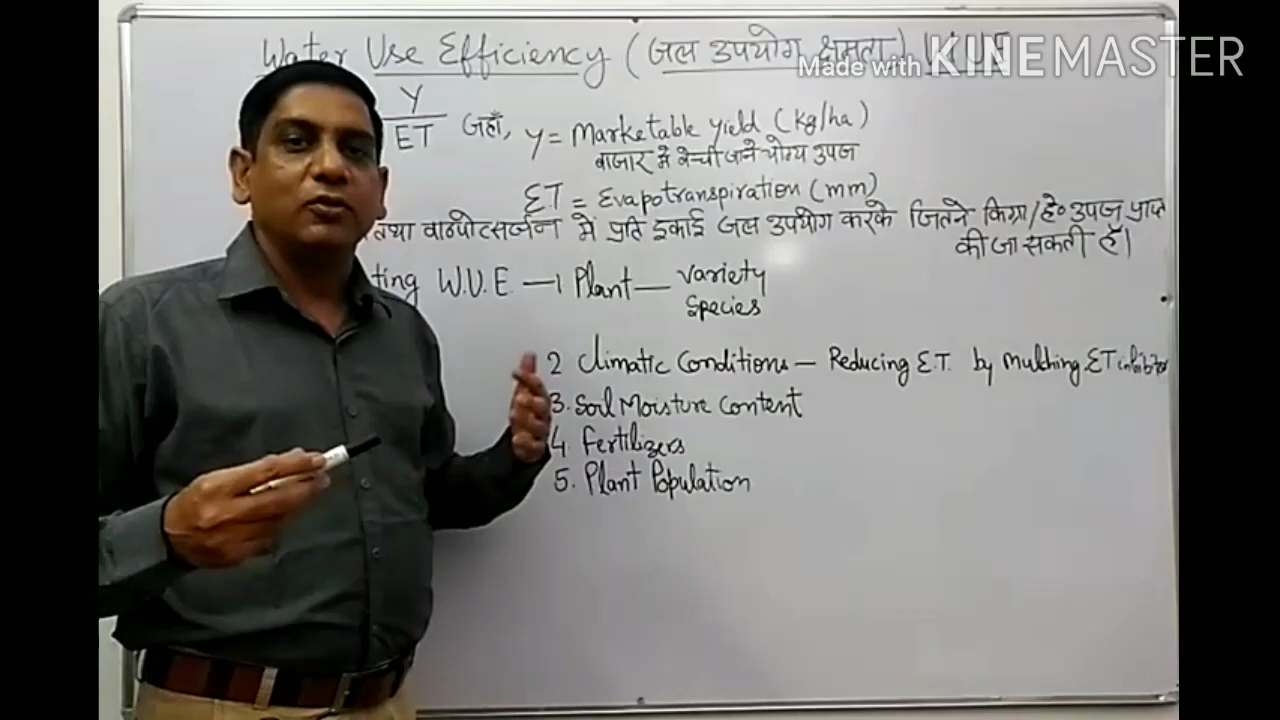 Water Use Efficiency (जल उपयोग क्षमता)
Made with KINEMASTER
Y
ET जहाँ, Y = Marketable Yield (kg/ha)
बाजार में बेची जाने योग्य उपज
ET = Evapotranspiration (mm)
तथा वाष्पोत्सर्जन में प्रति इकाई जल उपयोग करके जितने किग्रा/हे० उपज प्राप्त
की जा सकती है।
ting W.U.E. — 1 Plant — Variety
Species
2 Climatic Conditions — Reducing E.T. by Mulching, ET
3. Soil Moisture Content
4. Fertilizers
5. Plant Population